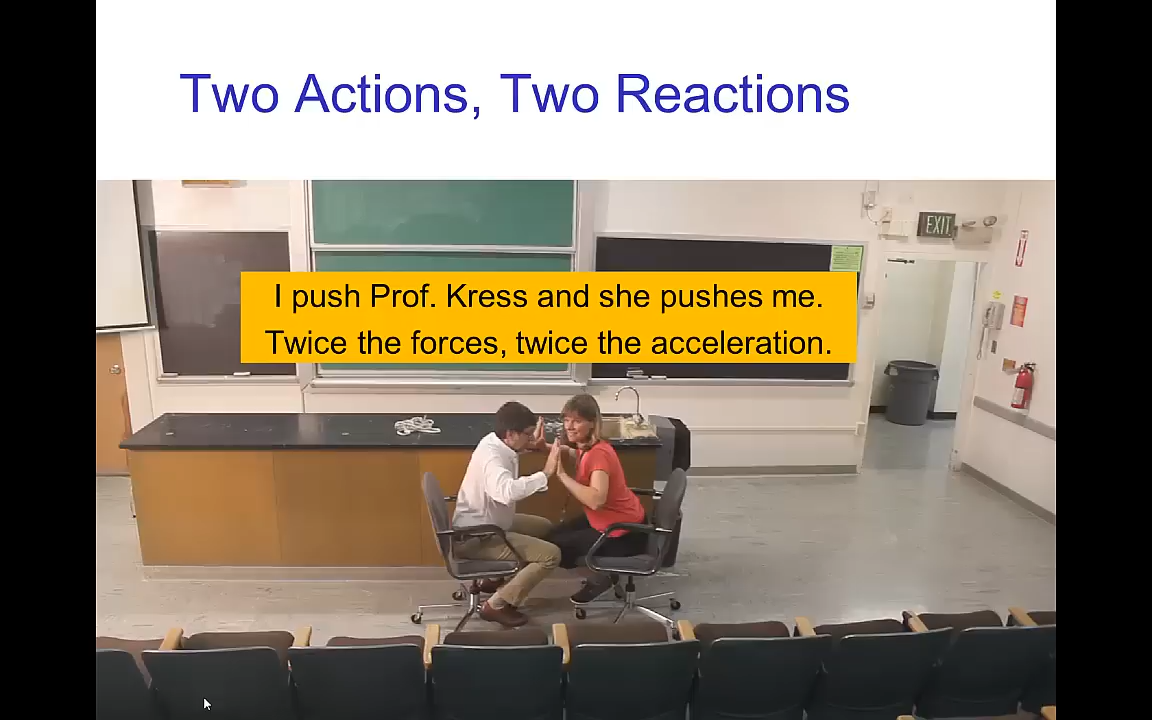 Two Actions, Two Reactions
I push Prof. Kress and she pushes me.
Twice the forces, twice the acceleration.
EXIT